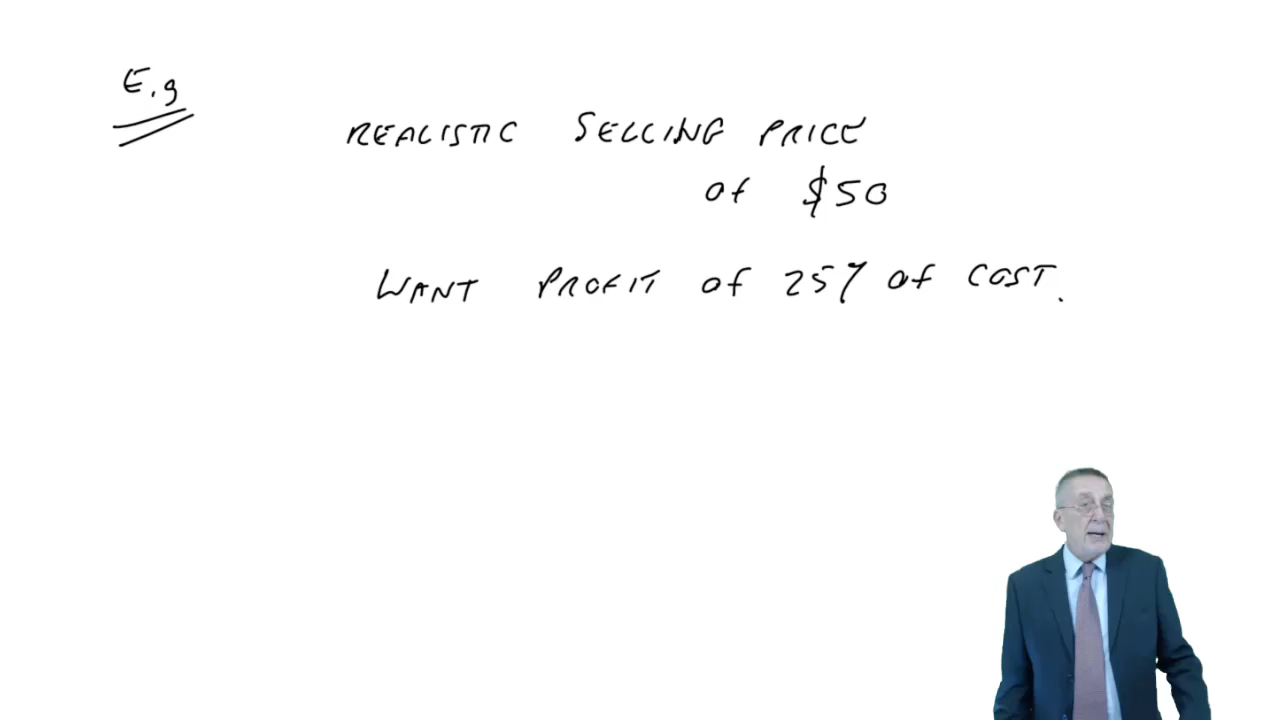 E.g
REALISTIC SELLING PRICE
of $50
WANT PROFIT of 25% of COST.